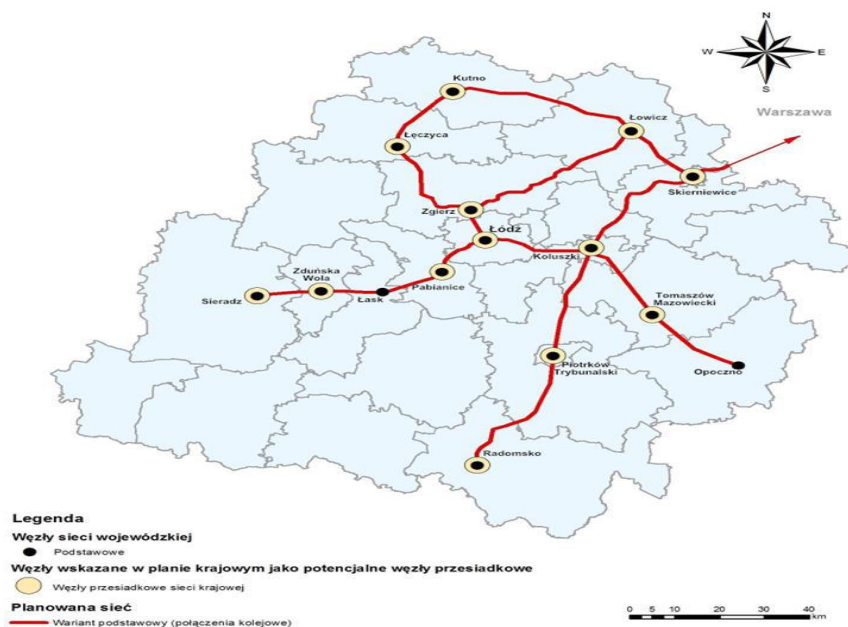 N
W
E
S
Warszawa
Kutno
Łowicz
Łęczyca
Skierniewice
Zgierz
Łódź
Koluszki
Zduńska
Wola
Pabianice
Sieradz
Łask
Tomaszów
Mazowiecki
Piotrków
Trybunalski
Opoczno
Radomsko
Legenda
Węzły sieci wojewódzkiej
Podstawowe
Węzły wskazane w planie krajowym jako potencjalne węzły przesiadkowe
Węzły przesiadkowe sieci krajowej
Planowana sieć
Wariant podstawowy (połączenia kolejowe)
0 5 10 20 30 40
km